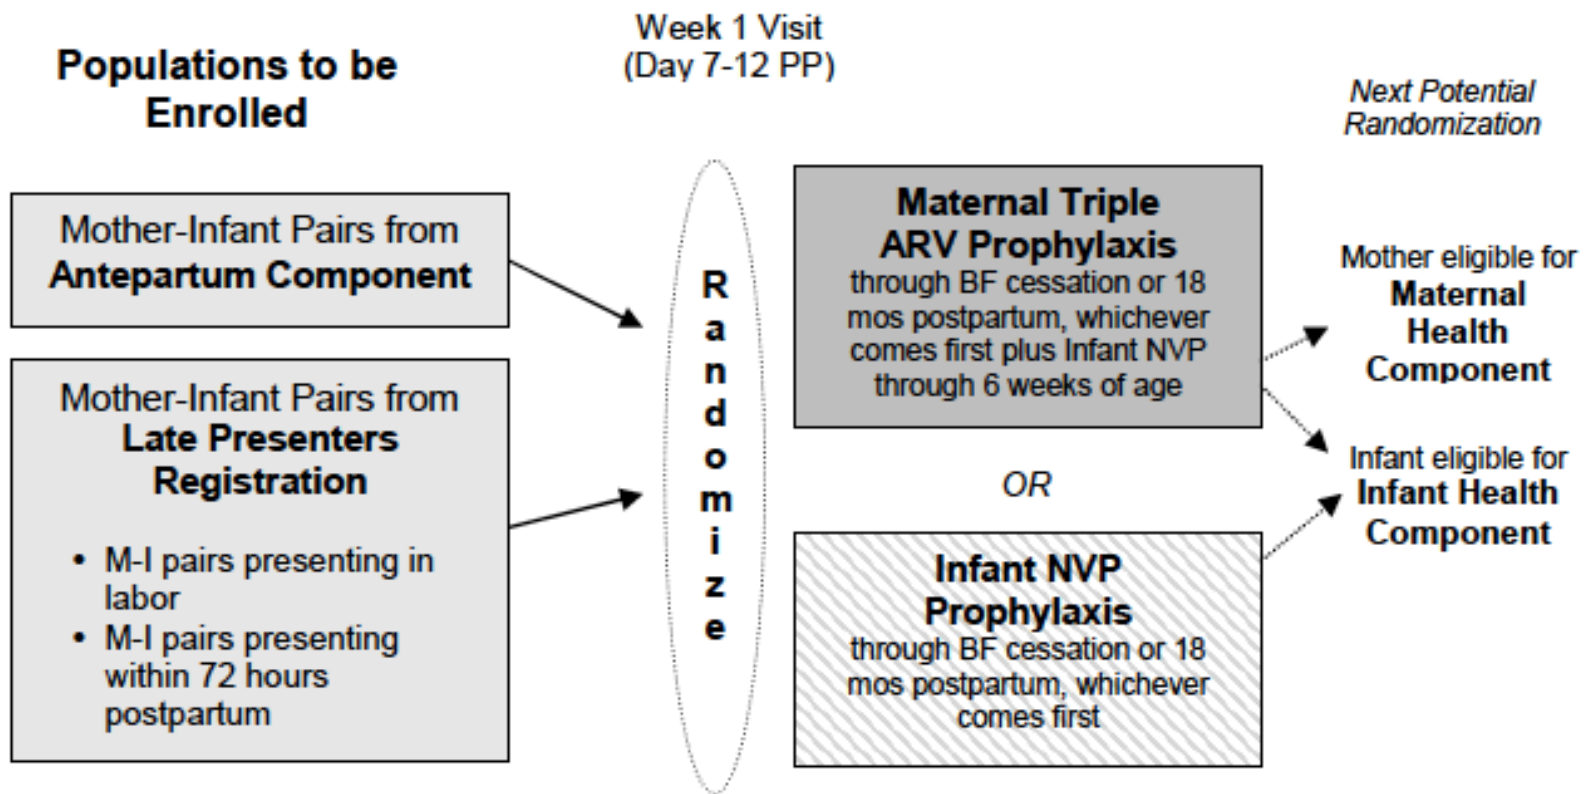 Populations to be
Enrolled
Week 1 Visit
(Day 7-12 PP)
Next Potential
Randomization
Mother-Infant Pairs from
Antepartum Component
Mother-Infant Pairs from
Late Presenters
Registration
• M-I pairs presenting in
labor
• M-I pairs presenting
within 72 hours
postpartum
Randomize
Maternal Triple
ARV Prophylaxis
through BF cessation or 18
mos postpartum, whichever
comes first plus Infant NVP
through 6 weeks of age
OR
Infant NVP
Prophylaxis
through BF cessation or 18
mos postpartum, whichever
comes first
Mother eligible for
Maternal
Health
Component
Infant eligible for
Infant Health
Component